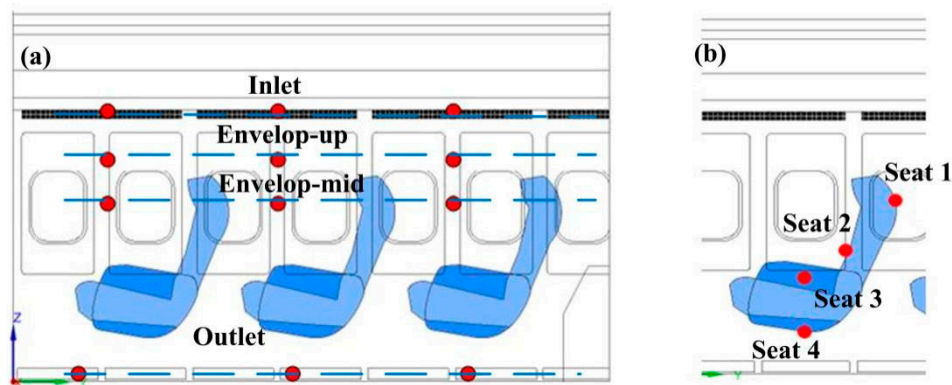 (a)
Inlet
Envelop-up
Envelop-mid
Outlet
Z
(b)
Seat 1
Seat 2
Seat 3
Seat 4
Y